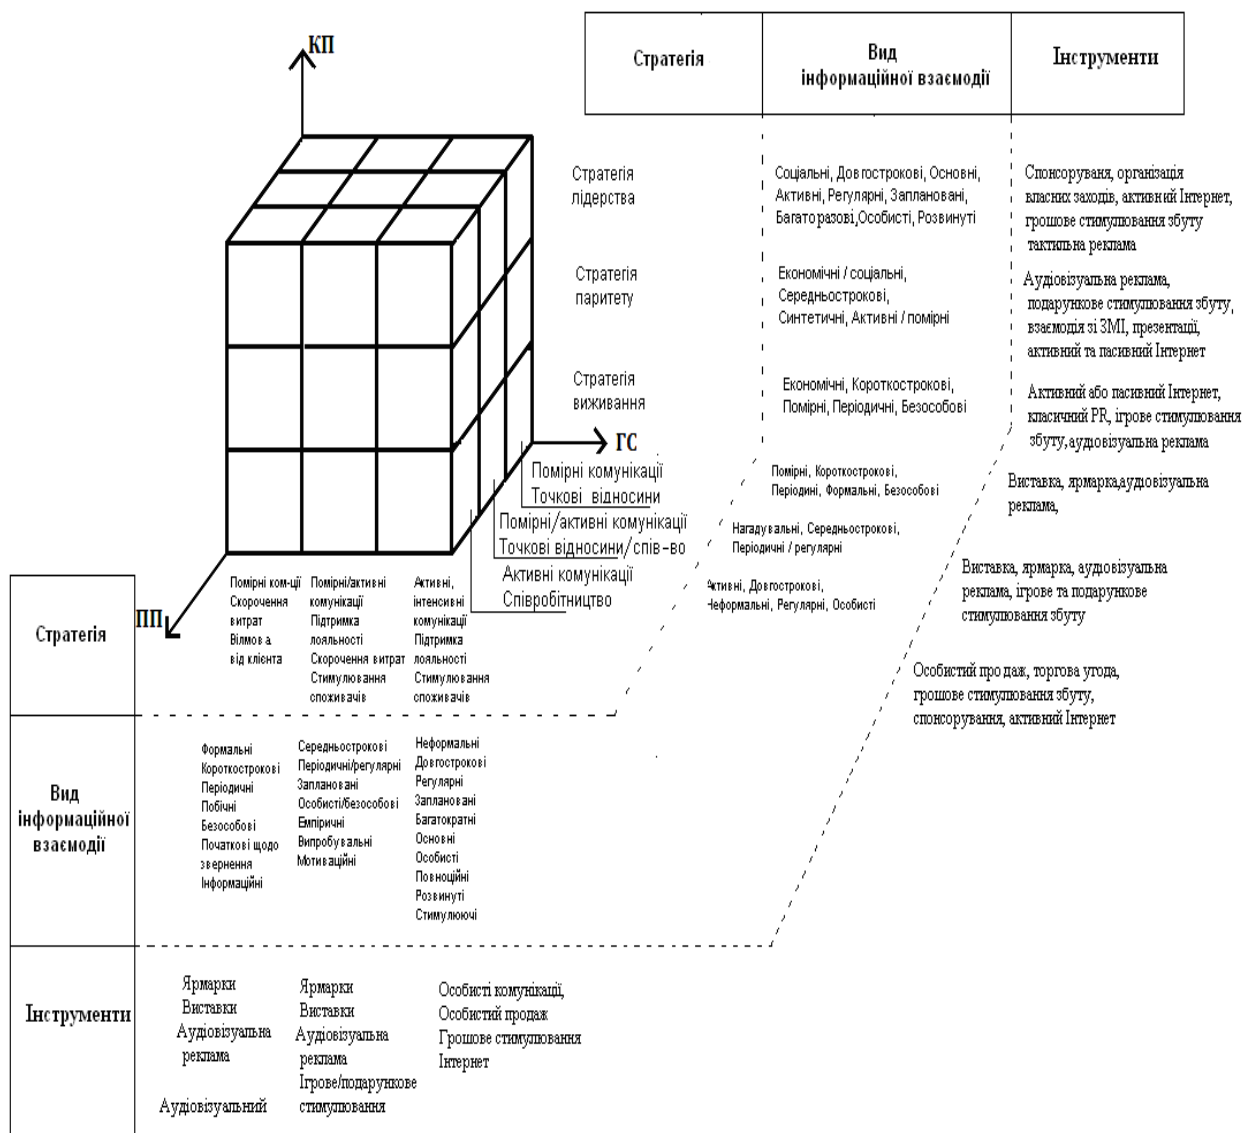 КП
Стратегія
Вид
інформаційної взаємодії
Інструменти
Стратегія
лідерства
Соціальні, Довгострокові, Основні,
Активні, Регулярні, Заплановані,
Багаторазові,Особисті, Розвинуті
Спонсоруваня, організація
власних заходів, активний Інтернет,
грошове стимулювання збуту
тактильна реклама
Стратегія
паритету
Економічні / соціальні,
Середньострокові,
Синтетичні, Активні / помірні
Аудіовізуальна реклама,
подарункове стимулювання збуту,
взаємодія зі ЗМІ, презентації,
активний та пасивний Інтернет
Стратегія
виживання
Економічні, Короткострокові,
Помірні, Періодичні, Безособові
Активний або пасивний Інтернет,
класичний PR, ігрове стимулювання
збуту, аудіовізуальна реклама
ГС
Помірні комунікації
Точкові відносини
Помірні, Короткострокові,
Періодині, Формальні, Безособові
Виставка, ярмарка,аудіовізуальна
реклама,
Помірні/активні комунікації
Точкові відносини/спів-во
Нагадувальні, Середньострокові,
Періодичні / регулярні
Виставка, ярмарка, аудіовізуальна
реклама, ігрове та подарункове
стимулювання збуту
Активні комунікації
Співробітництво
Активні, Довгострокові,
Неформальні, Регулярні, Особисті
Особистий продаж, торгова угода,
грошове стимулювання збуту,
спонсорування, активний Інтернет
ПП
Стратегія
Помірні ком-ції
Скорочення
витрат
Вілмова
від клієнта
Помірні/активні
комунікації
Підтримка
лояльності
Скорочення витрат
Стимулювання
споживачів
Активні,
інтенсивні
комунікації
Підтримка
лояльності
Стимулювання
споживачів
Вид
інформаційної
взаємодії
Формальні
Короткострокові
Періодичні
Побічні
Безособові
Початкові щодо
звернення
Інформаційні
Середньострокові
Періодичні/регулярні
Заплановані
Особисті/безособові
Емпіричні
Випробувальні
Мотиваційні
Неформальні
Довгострокові
Регулярні
Заплановані
Багатократні
Основні
Особисті
Повноційні
Розвинуті
Стимулюючі
Інструменти
Ярмарки
Виставки
Аудіовізуальна
реклама
Аудіовізуальний
Ярмарки
Виставки
Аудіовізуальна
реклама
Ігрове/подарункове
стимулювання
Особисті комунікації,
Особистий продаж
Грошове стимулювання
Інтернет